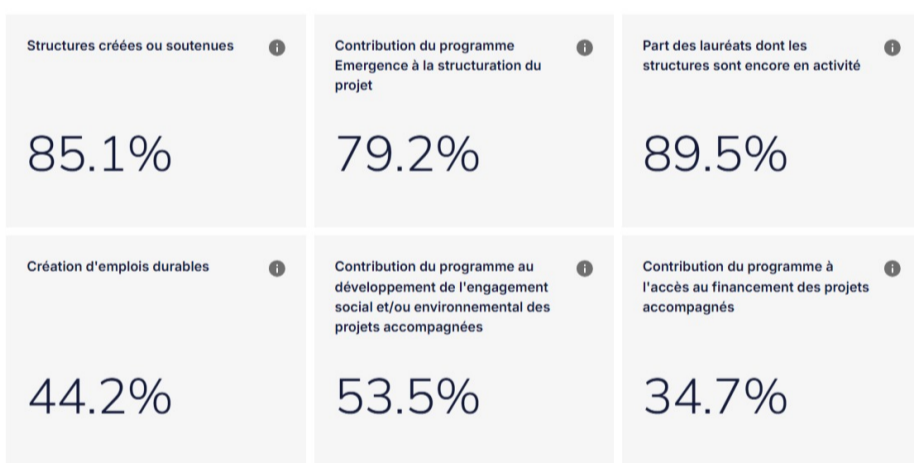 Structures créées ou soutenues
85.1%
Contribution du programme
Emergence à la structuration du
projet
79.2%
Part des lauréats dont les
structures sont encore en activité
89.5%
Création d'emplois durables
44.2%
Contribution du programme au
développement de l'engagement
social et/ou environnemental des
projets accompagnées
53.5%
Contribution du programme à
l'accès au financement des projets
accompagnés
34.7%